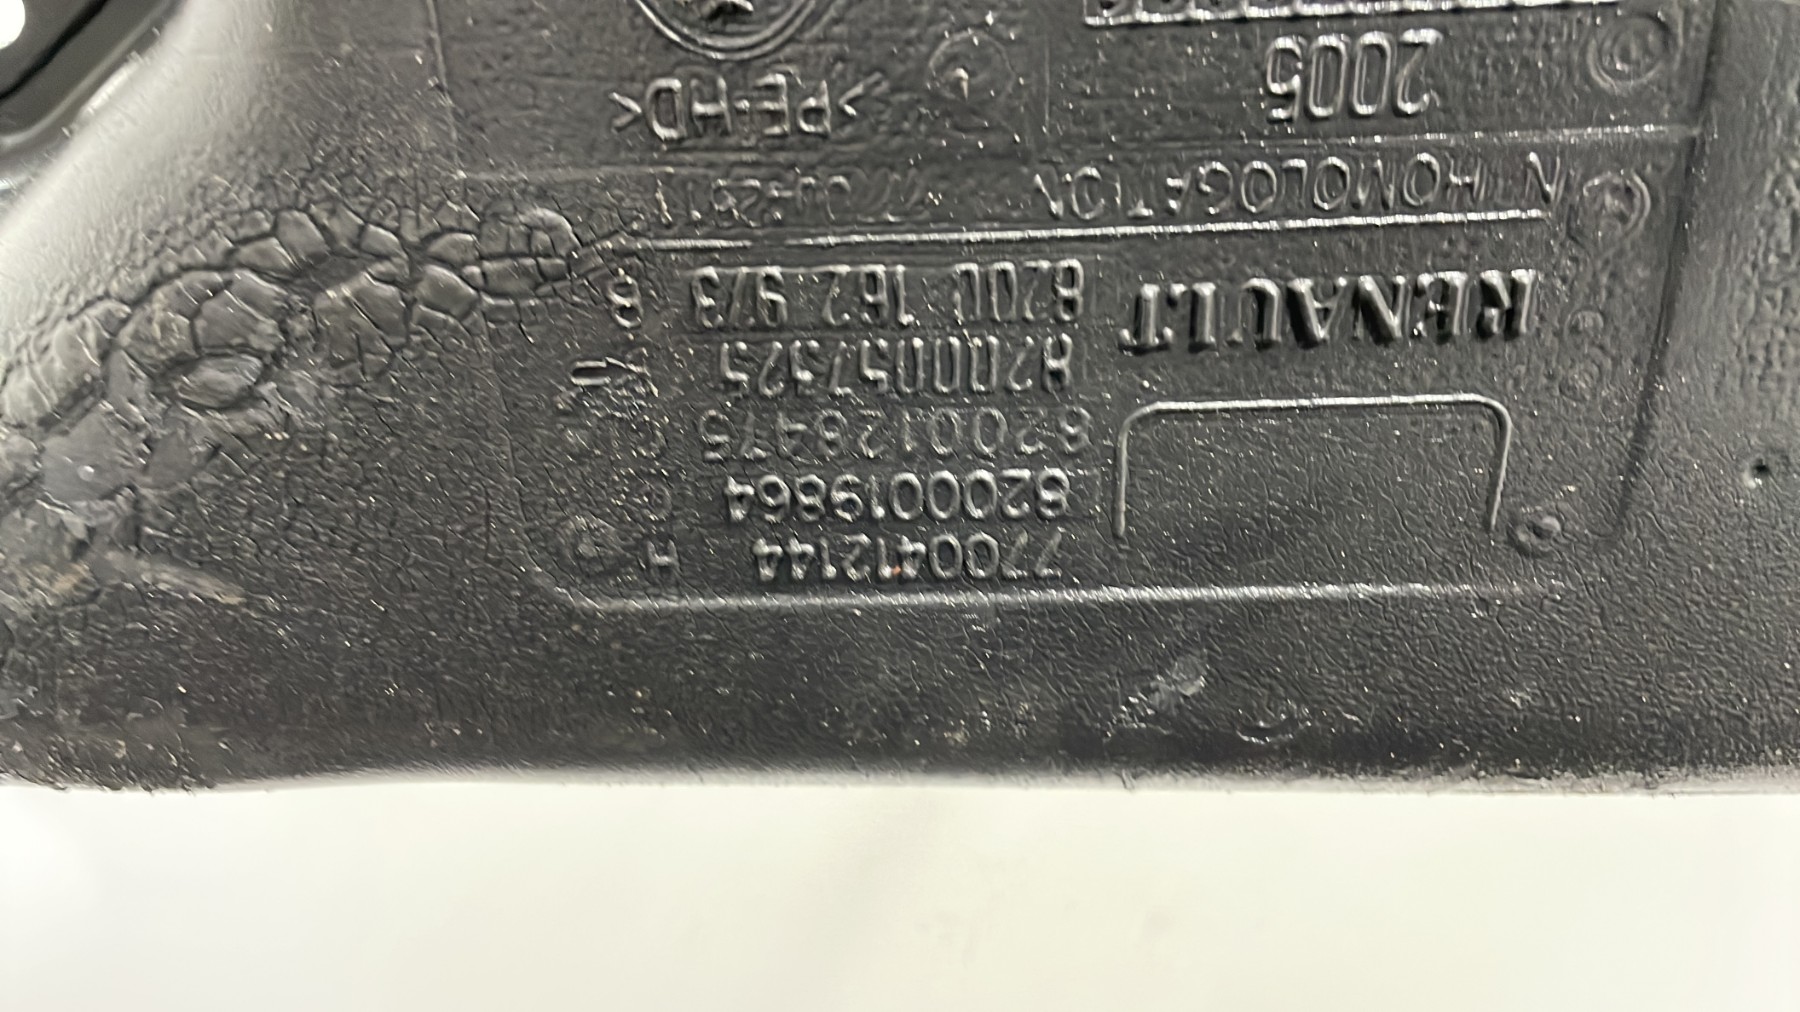 7700412144 H
8200019864
8200128475
8200057325
RENAULT 8200 162 973
N HOMOLOGATION
2005 >PE-HD<